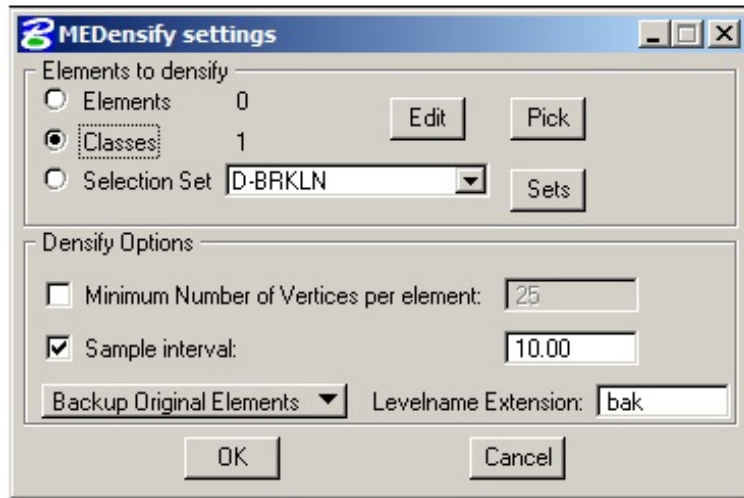 MEDensify settings
Elements to densify
Elements 0 Edit Pick
Classes 1
Selection Set D-BRKLN Sets
Densify Options
Minimum Number of Vertices per element: 25
Sample interval: 10.00
Backup Original Elements Levelname Extension: bak
OK Cancel